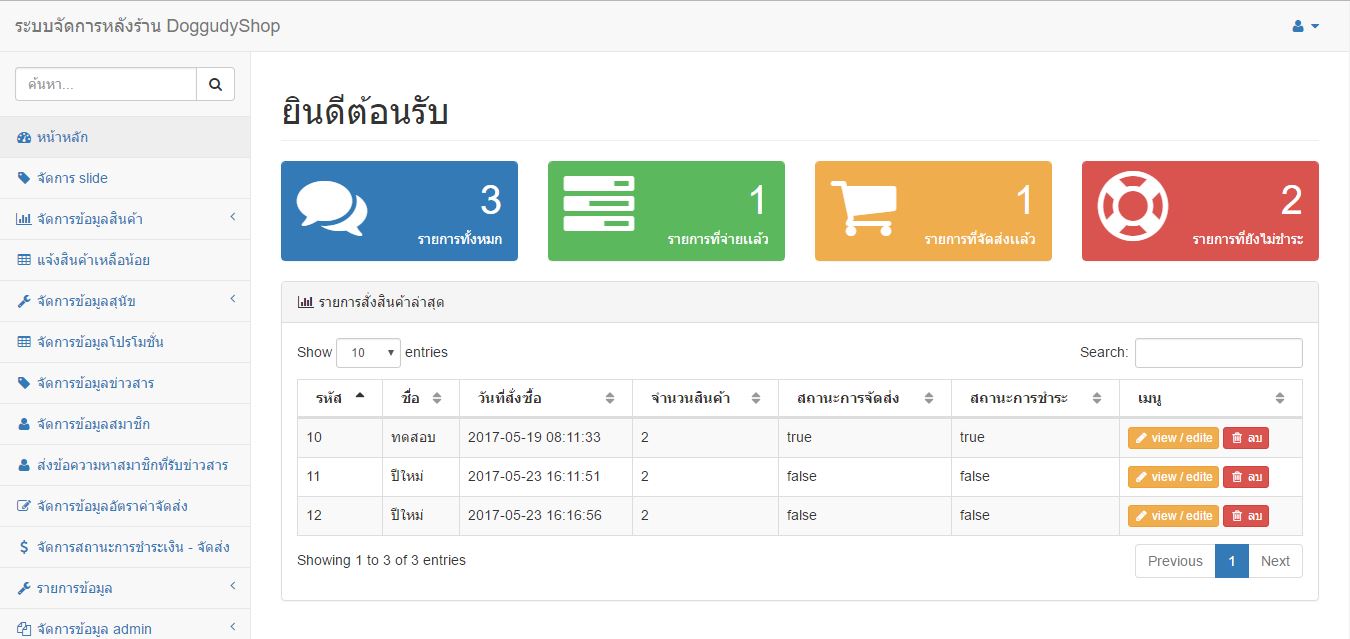 ระบบจัดการหลังร้าน DoggudyShop
ค้นหา...
หน้าหลัก
จัดการ slide
จัดการข้อมูลสินค้า
แจ้งสินค้าเหลือน้อย
จัดการข้อมูลสุนัข
จัดการข้อมูลโปรโมชั่น
จัดการข้อมูลข่าวสาร
จัดการข้อมูลสมาชิก
ส่งข้อความหาสมาชิกที่รับข่าวสาร
จัดการข้อมูลอัตราค่าจัดส่ง
จัดการสถานะการชำระเงิน - จัดส่ง
รายการข้อมูล
จัดการข้อมูล admin
ยินดีต้อนรับ
3
รายการทั้งหมก
1
รายการที่จ่ายแล้ว
1
รายการที่จัดส่งแล้ว
2
รายการที่ยังไม่ชำระ
รายการสั่งสินค้าล่าสุด
Show 10 entries
Search:
รหัส ชื่อ วันที่สั่งซื้อ จำนวนสินค้า สถานะการจัดส่ง สถานะการชำระ เมนู
10 ทดสอบ 2017-05-19 08:11:33 2 true true view / edite ลบ
11 ปีใหม่ 2017-05-23 16:11:51 2 false false view / edite ลบ
12 ปีใหม่ 2017-05-23 16:16:56 2 false false view / edite ลบ
Showing 1 to 3 of 3 entries
Previous 1 Next